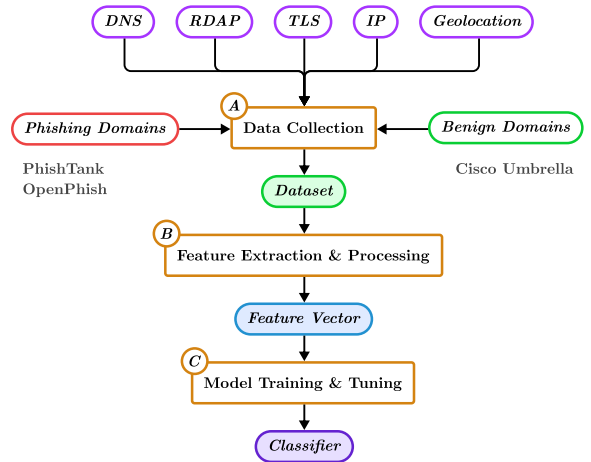 DNS RDAP TLS IP Geolocation
A
Phishing Domains Data Collection Benign Domains
PhishTank Cisco Umbrella
OpenPhish
Dataset
B
Feature Extraction & Processing
Feature Vector
C
Model Training & Tuning
Classifier